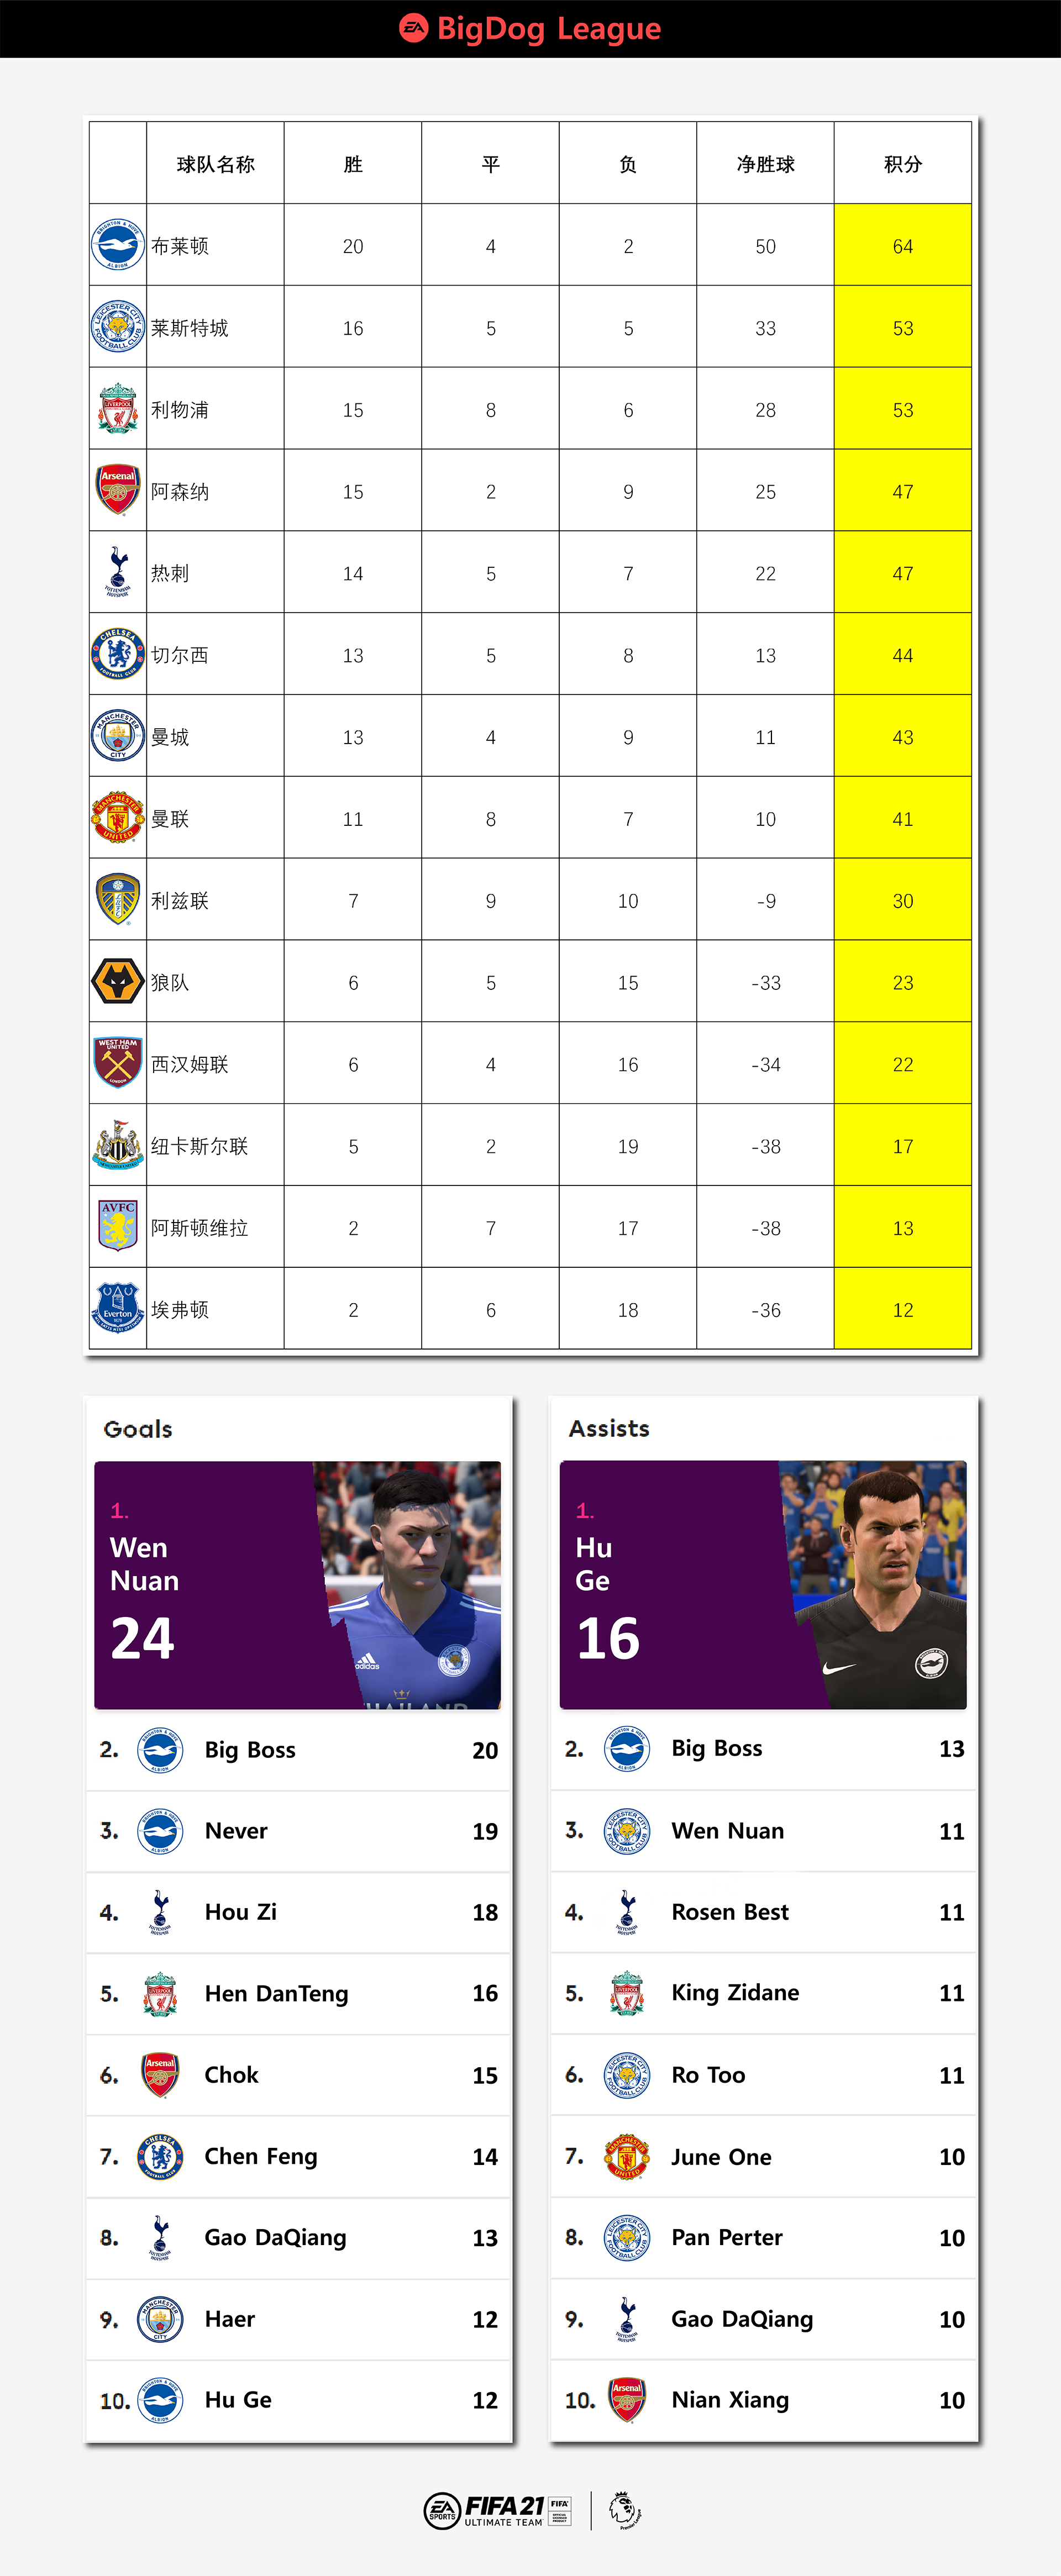 EA BigDog League
球队名称 胜 平 负 净胜球 积分
布莱顿 20 4 2 50 64
莱斯特城 16 5 5 33 53
利物浦 15 8 6 28 53
阿森纳 15 2 9 25 47
热刺 14 5 7 22 47
切尔西 13 5 8 13 44
曼城 13 4 9 11 43
曼联 11 8 7 10 41
利兹联 7 9 10 -9 30
狼队 6 5 15 -33 23
西汉姆联 6 4 16 -34 22
纽卡斯尔联 5 2 19 -38 17
阿斯顿维拉 2 7 17 -38 13
埃弗顿 2 6 18 -36 12
Goals
1.
Wen
Nuan
24
adidas
2. Big Boss 20
3. Never 19
4. Hou Zi 18
5. Hen DanTeng 16
6. Chok 15
7. Chen Feng 14
8. Gao DaQiang 13
9. Haer 12
10. Hu Ge 12
Assists
1.
Hu
Ge
16
2. Big Boss 13
3. Wen Nuan 11
4. Rosen Best 11
5. King Zidane 11
6. Ro Too 11
7. June One 10
8. Pan Perter 10
9. Gao DaQiang 10
10. Nian Xiang 10
EA SPORTS FIFA 21 ULTIMATE TEAM FIFA Premier League